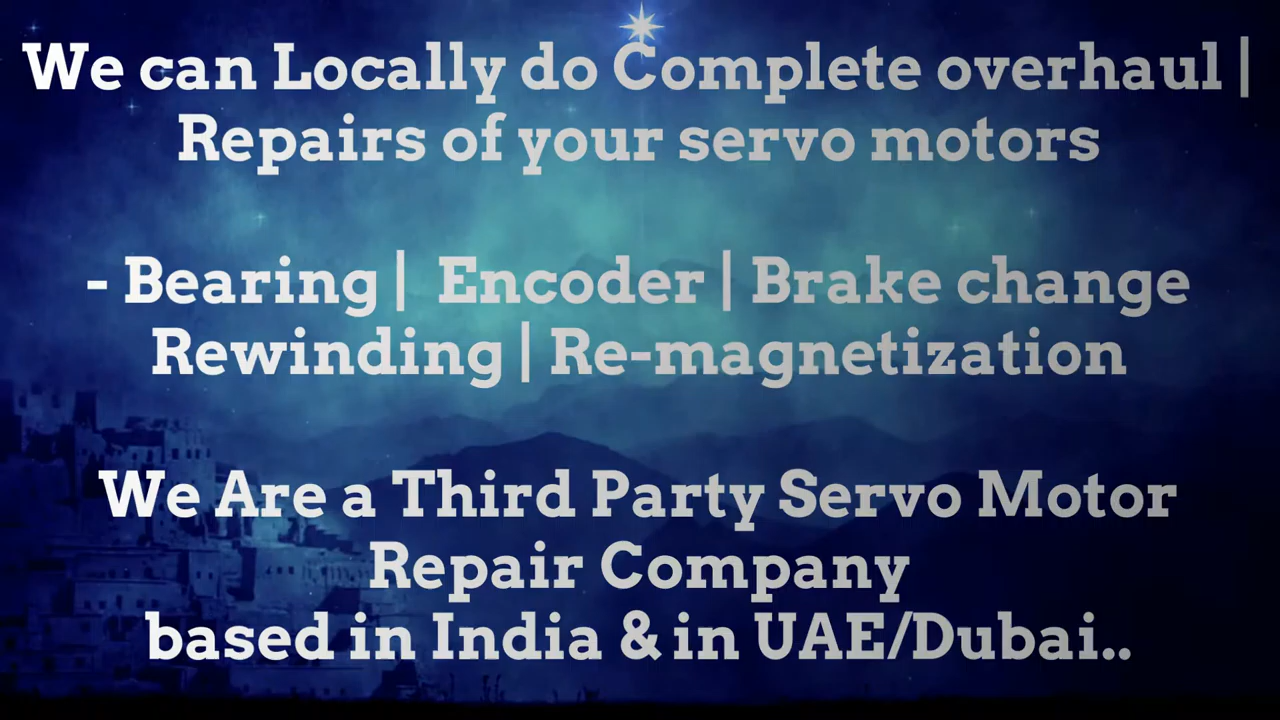 We can Locally do Complete overhaul |
Repairs of your servo motors
- Bearing | Encoder | Brake change
Rewinding | Re-magnetization
We Are a Third Party Servo Motor
Repair Company
based in India & in UAE/Dubai..